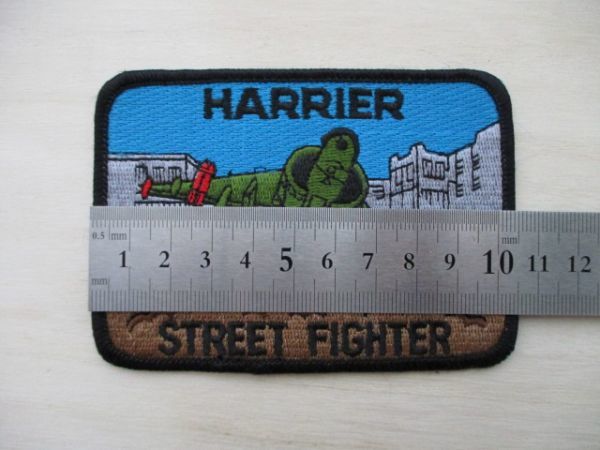 HARRIER
0.5 mm mm
1 2 3 4 5 6 7 8 9 10 11 12
mm
STREET FIGHTER